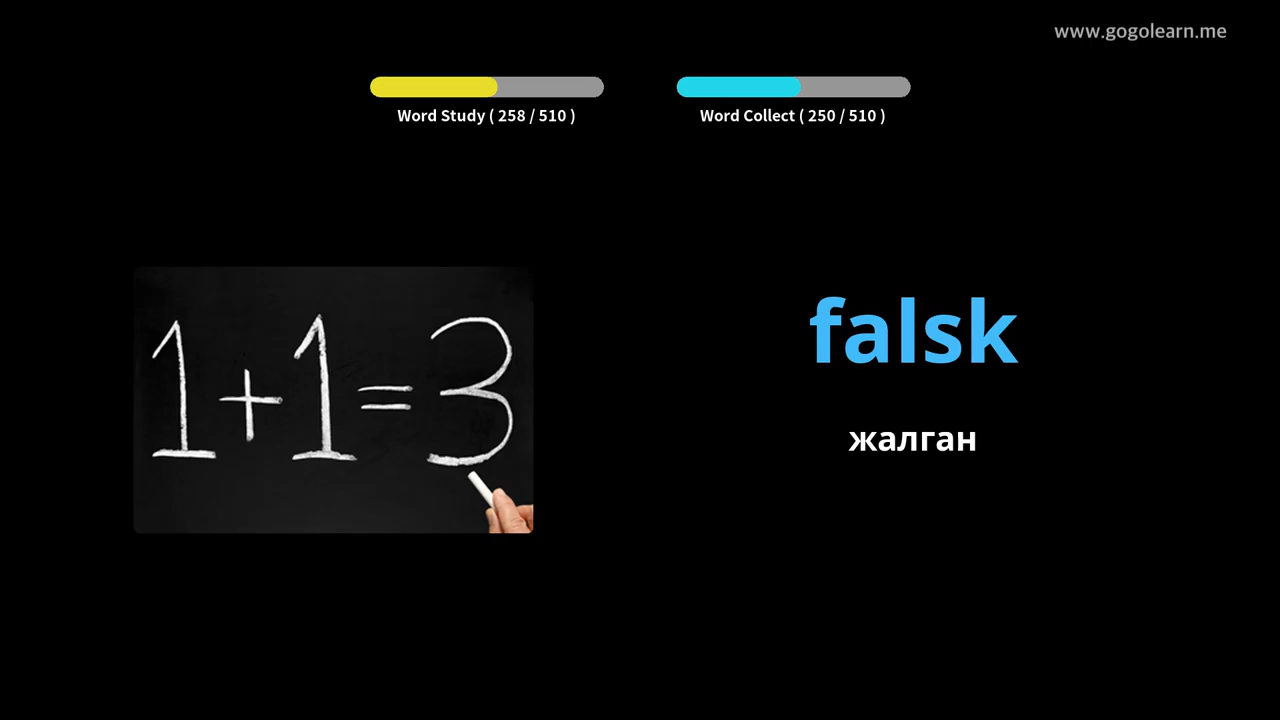 www.gogolearn.me
Word Study ( 258 / 510 )
Word Collect ( 250 / 510 )
1+1=3
falsk
жалган